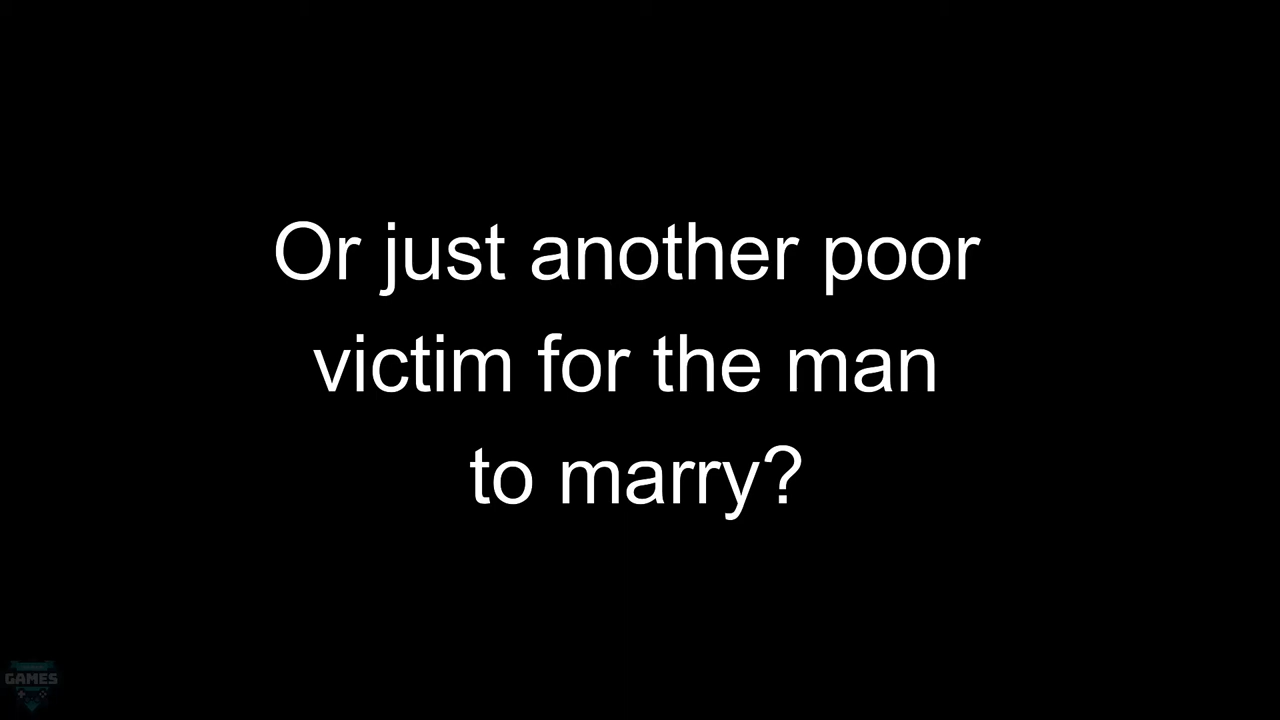 Or just another poor
victim for the man
to marry?
GAMES